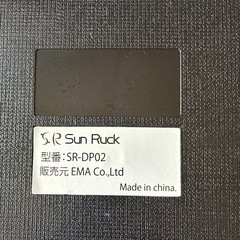 SR Sun Ruck
型番:SR-DP02
販売元 EMA Co.,Ltd
Made in china.